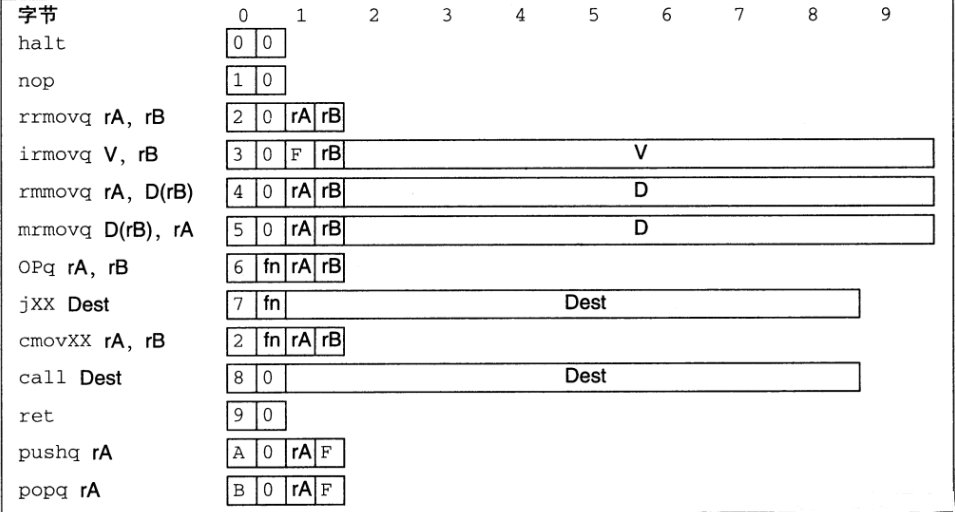 字节 0 1 2 3 4 5 6 7 8 9
halt 0 0
nop 1 0
rrmovq rA, rB 2 0 rA rB
irmovq V, rB 3 0 F rB V
rmmovq rA, D(rB) 4 0 rA rB D
mrmovq D(rB), rA 5 0 rA rB D
OPq rA, rB 6 fn rA rB
jXX Dest 7 fn Dest
cmovXX rA, rB 2 fn rA rB
call Dest 8 0 Dest
ret 9 0
pushq rA A 0 rA F
popq rA B 0 rA F